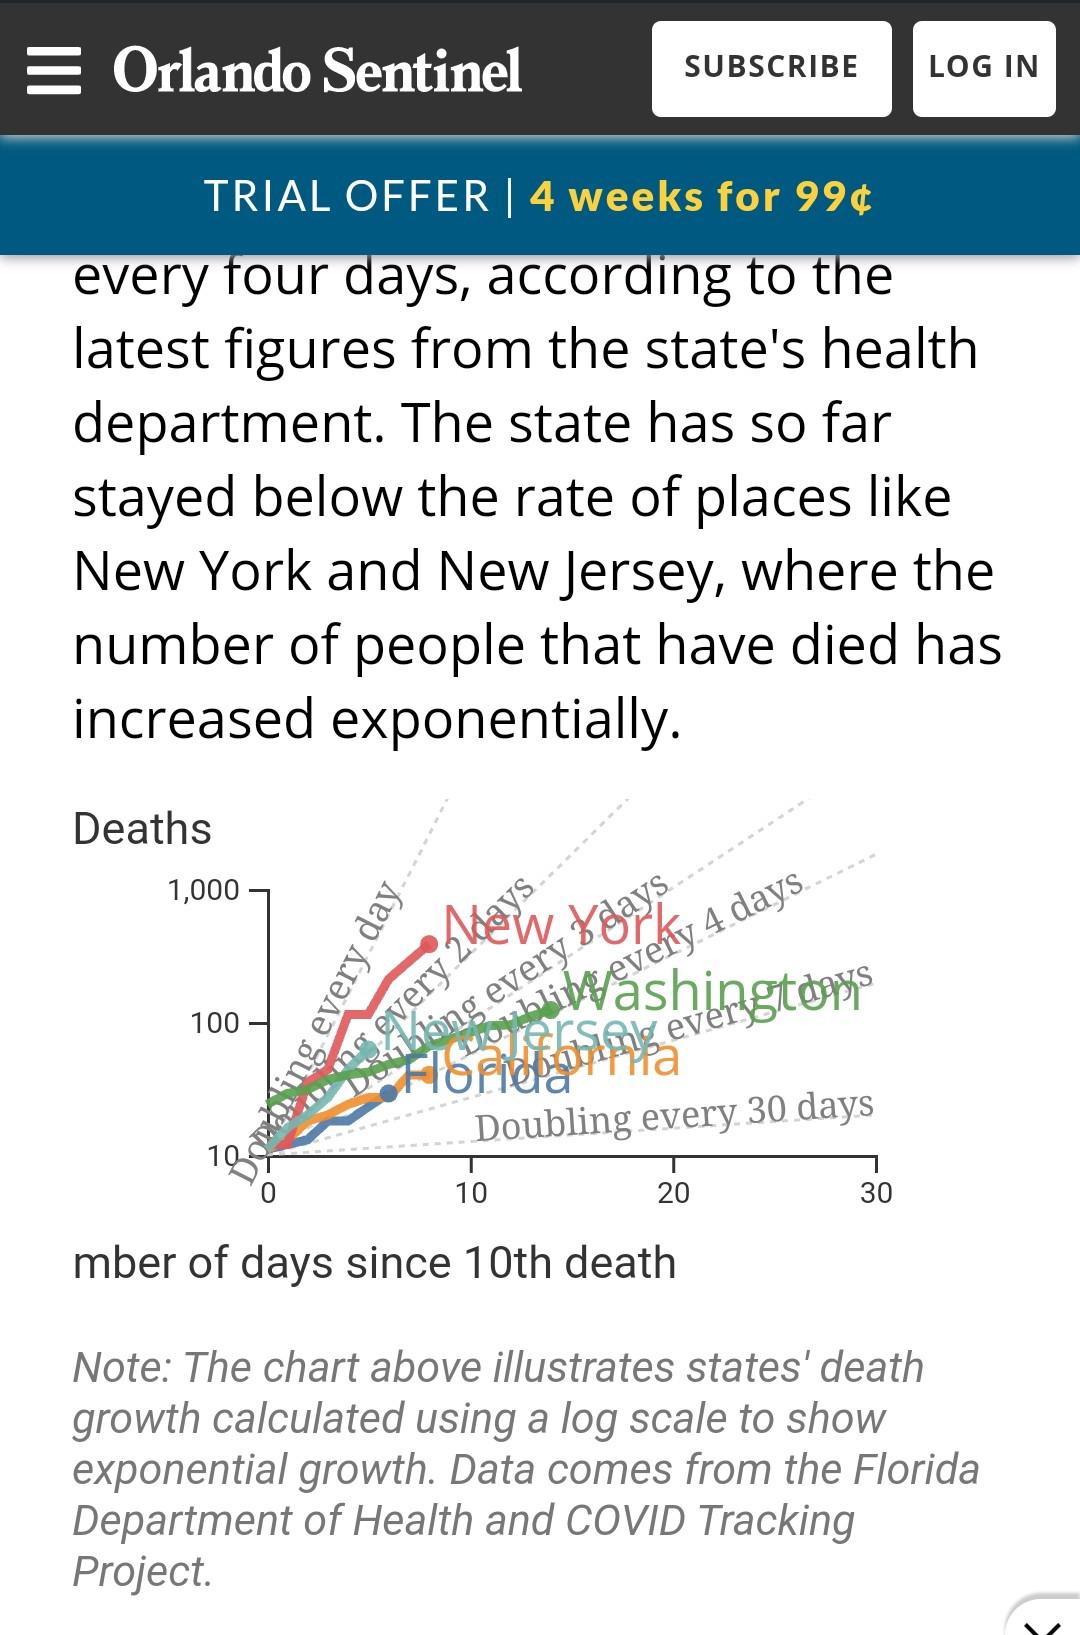 Orlando Sentinel
SUBSCRIBE
LOG IN
TRIAL OFFER | 4 weeks for 99¢
every four days, according to the
latest figures from the state's health
department. The state has so far
stayed below the rate of places like
New York and New Jersey, where the
number of people that have died has
increased exponentially.
Deaths
1,000
100
10
Doubling every day
Doubling every 2 days
Doubling every 3 days
Doubling every 4 days
Doubling every 7 days
Doubling every 30 days
New York
Washington
New Jersey
California
Florida
0 10 20 30
mber of days since 10th death
Note: The chart above illustrates states' death
growth calculated using a log scale to show
exponential growth. Data comes from the Florida
Department of Health and COVID Tracking
Project.